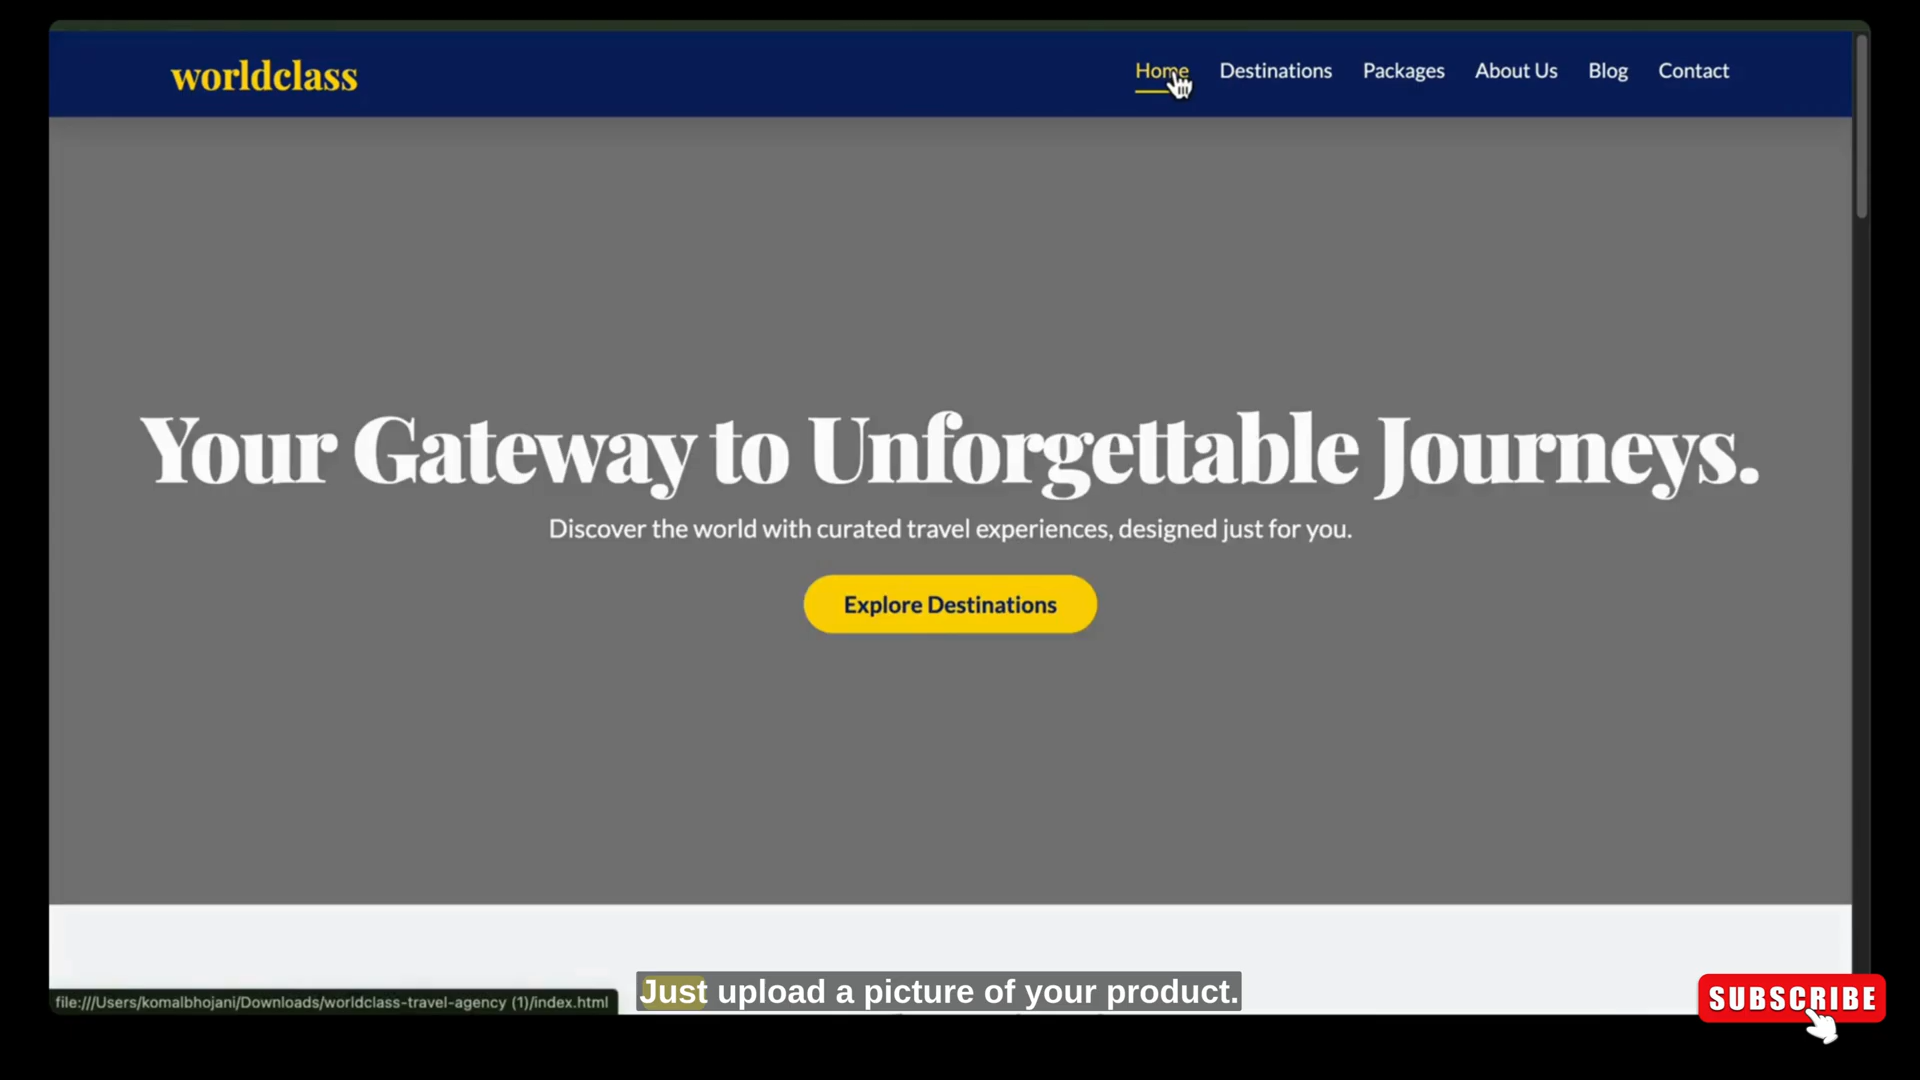 worldclass
Home Destinations Packages About Us Blog Contact
Your Gateway to Unforgettable Journeys.
Discover the world with curated travel experiences, designed just for you.
Explore Destinations
file:///Users/komalbhojani/Downloads/worldclass-travel-agency (1)/index.html
Just upload a picture of your product.
SUBSCRIBE